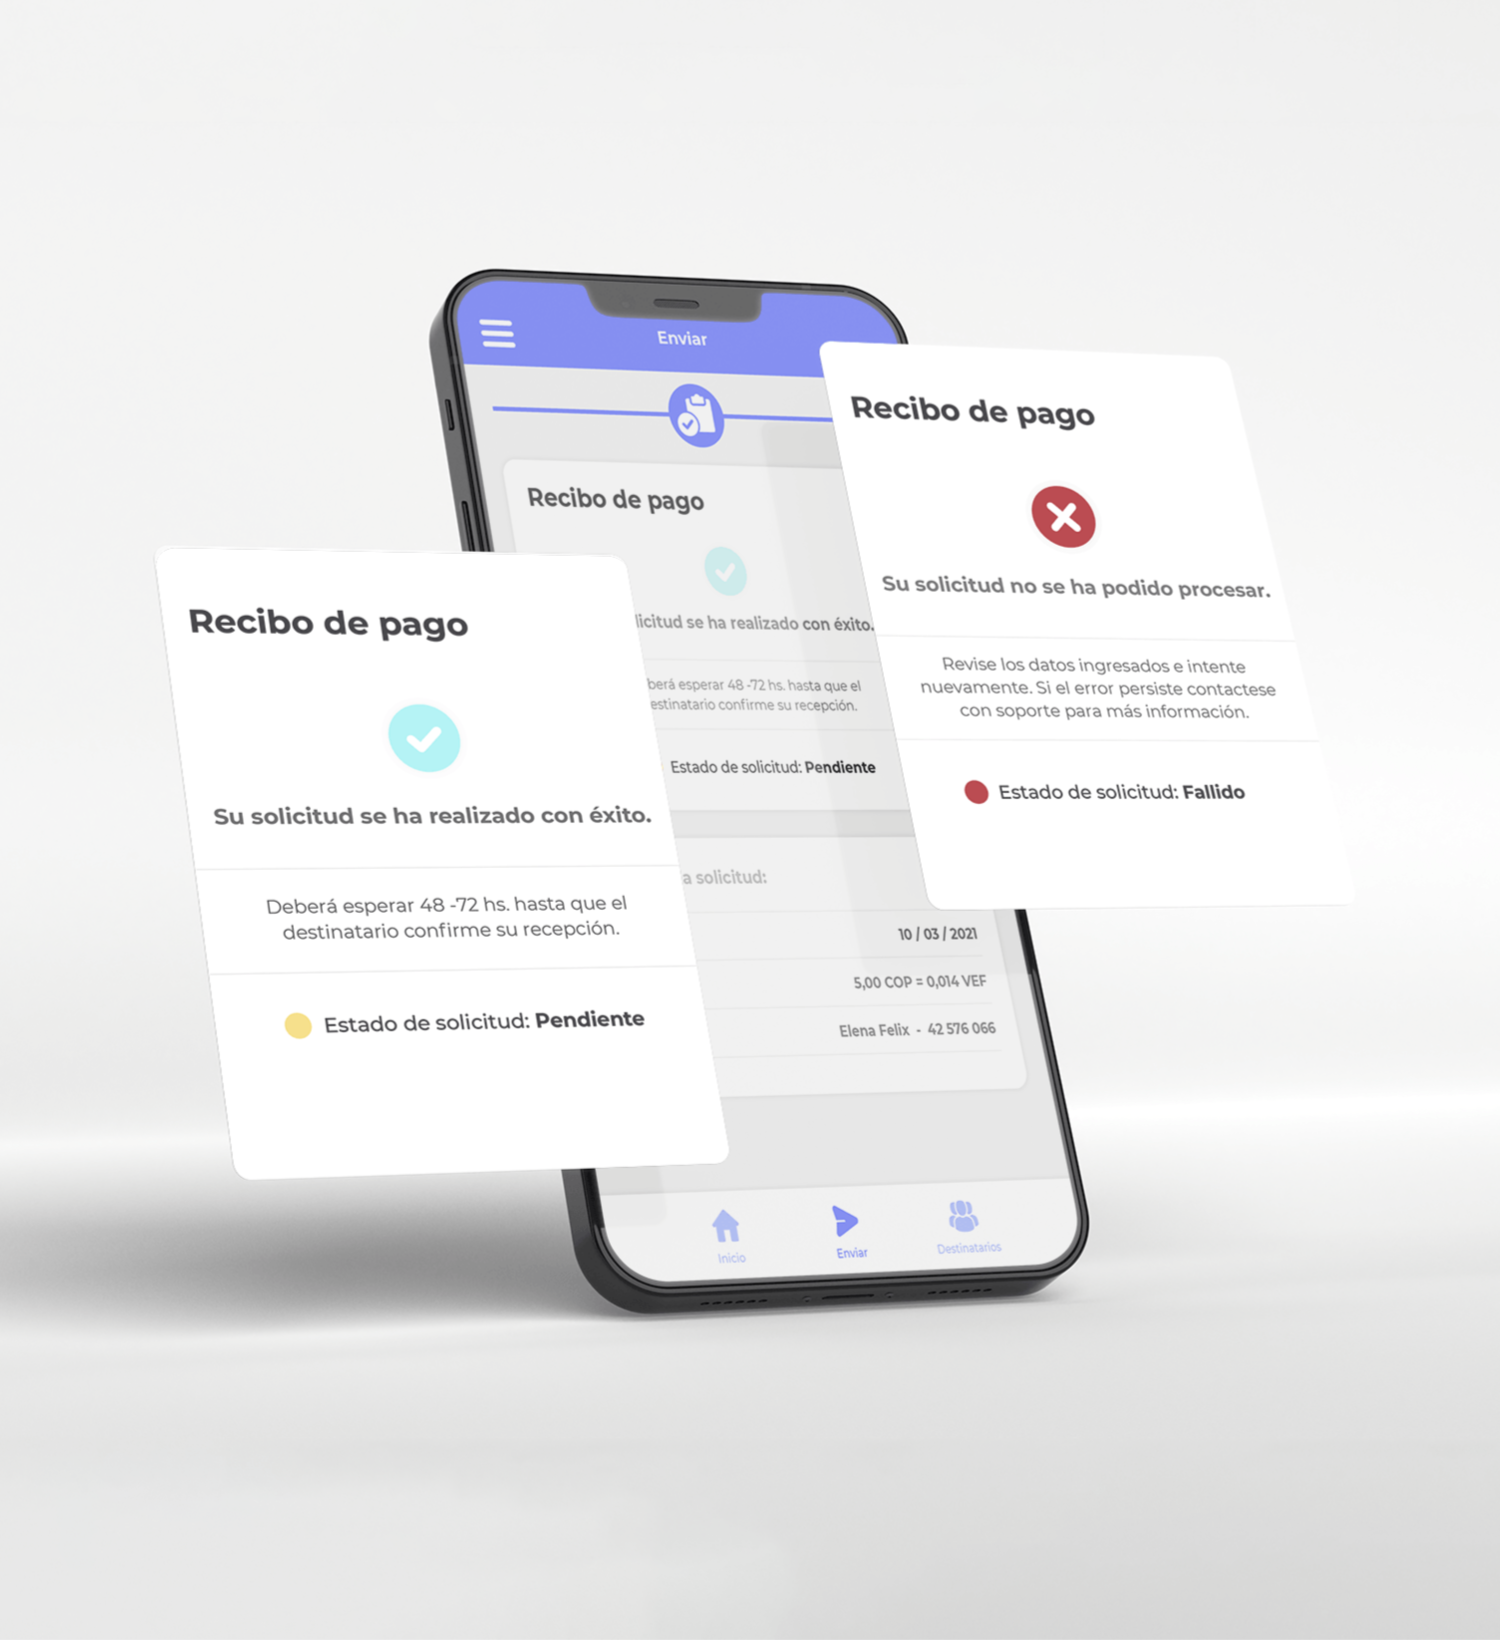 Enviar
Recibo de pago
licitud se ha realizado con éxito.
berá esperar 48 -72 hs. hasta que el
estinatario confirme su recepción.
Estado de solicitud: Pendiente
a solicitud:
10 / 03 / 2021
5,00 COP = 0,014 VEF
Elena Felix - 42 576 066
Inicio
Enviar
Destinatarios
Recibo de pago
Su solicitud se ha realizado con éxito.
Deberá esperar 48 -72 hs. hasta que el
destinatario confirme su recepción.
Estado de solicitud: Pendiente
Recibo de pago
Su solicitud no se ha podido procesar.
Revise los datos ingresados e intente
nuevamente. Si el error persiste contactese
con soporte para más información.
Estado de solicitud: Fallido